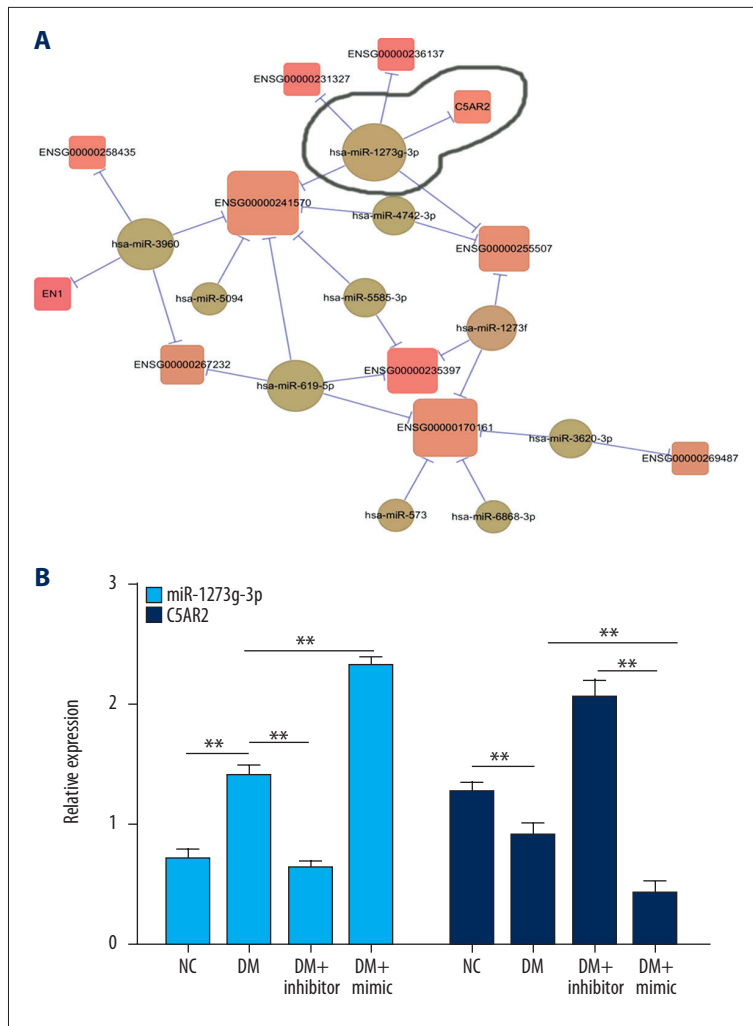 A
ENSG00000236137
ENSG00000231327
C5AR2
hsa-miR-1273g-3p
ENSG00000258435
ENSG00000241570
hsa-miR-4742-3p
hsa-miR-3960
ENSG00000255507
EN1
hsa-miR-5094
hsa-miR-5585-3p
hsa-miR-1273f
ENSG00000267232
ENSG00000235397
hsa-miR-619-5p
ENSG00000170161
hsa-miR-3620-3p
ENSG00000269487
hsa-miR-573
hsa-miR-6868-3p
B
miR-1273g-3p
C5AR2
Relative expression
3
2
1
0
**
**
**
**
**
**
NC
DM
DM+
inhibitor
DM+
mimic
NC
DM
DM+
inhibitor
DM+
mimic